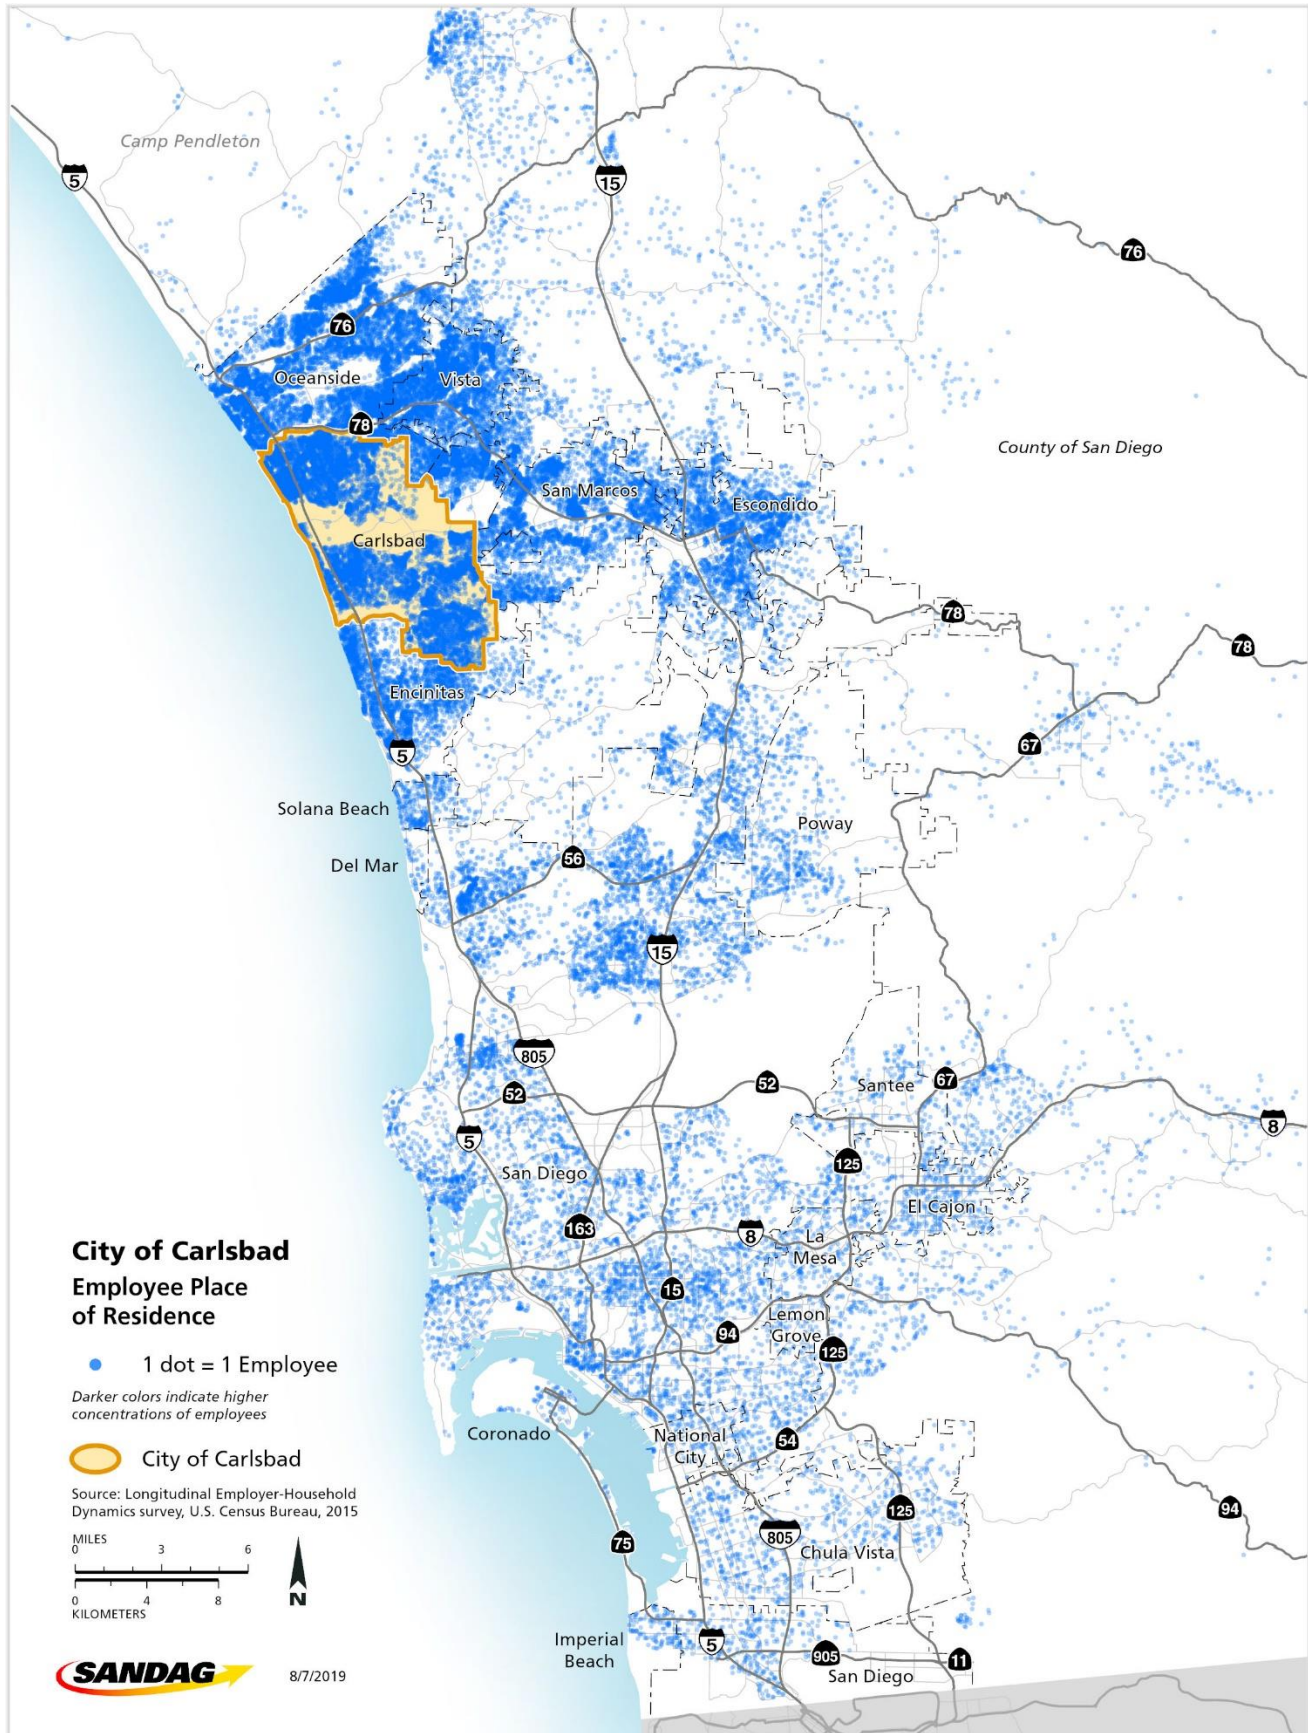 Camp Pendleton
5
15
76
76
Oceanside
Vista
78
County of San Diego
San Marcos
Escondido
Carlsbad
78
78
Encinitas
67
5
Solana Beach
Poway
56
Del Mar
15
805
52
Santee
67
52
8
5
125
San Diego
El Cajon
163
8
La
Mesa
City of Carlsbad
Employee Place
of Residence
15
Lemon
Grove
94
125
1 dot = 1 Employee
Darker colors indicate higher
concentrations of employees
Coronado
National
City
54
City of Carlsbad
Source: Longitudinal Employer-Household
Dynamics survey, U.S. Census Bureau, 2015
125
94
MILES
0 3 6
75
805
Chula Vista
0 4 8
KILOMETERS
N
Imperial
Beach
5
905
11
San Diego
SANDAG
8/7/2019